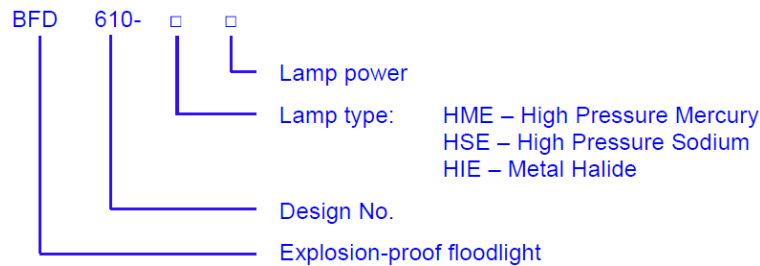 BFD 610- □ □
Lamp power
Lamp type: HME – High Pressure Mercury
HSE – High Pressure Sodium
HIE – Metal Halide
Design No.
Explosion-proof floodlight